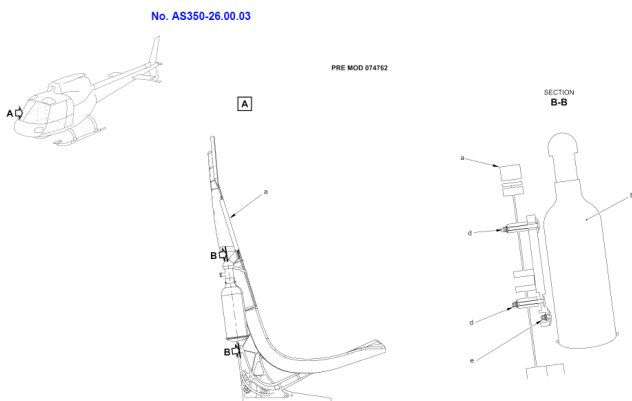 No. AS350-26.00.03
PRE MOD 074762
A
A
SECTION
B-B
a
B
B
a
b
d
d
e